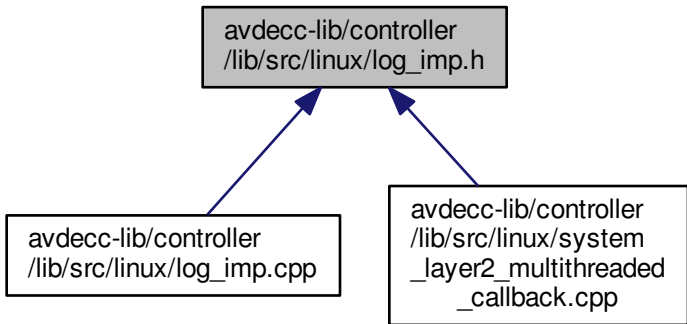 avdecc-lib/controller
/lib/src/linux/log_imp.h
avdecc-lib/controller
/lib/src/linux/log_imp.cpp
avdecc-lib/controller
/lib/src/linux/system
_layer2_multithreaded
_callback.cpp